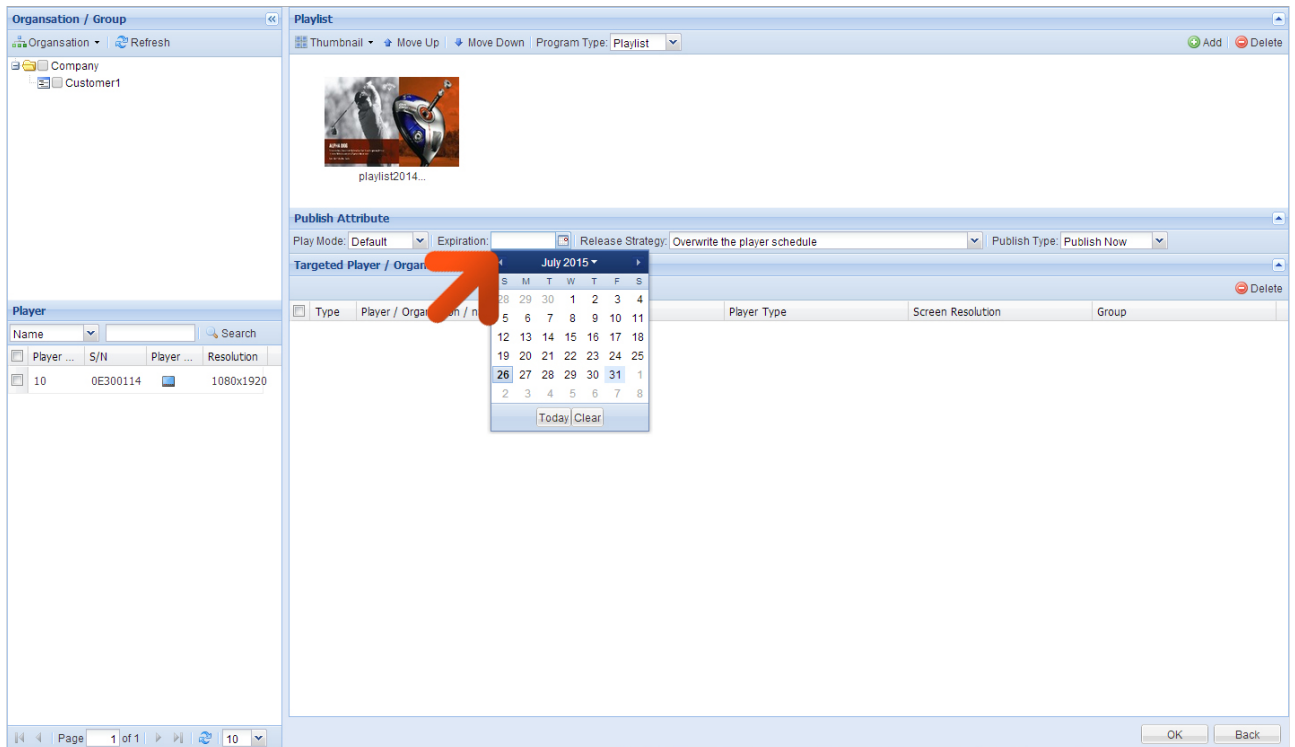 Organsation / Group
Organsation Refresh
Company
Customer1
Player
Name Search
Player ... S/N Player ... Resolution
10 0E300114 1080x1920
Page 1 of 1 10
Playlist
Thumbnail Move Up Move Down Program Type: Playlist Add Delete
ALPHA DOG
playlist2014...
Publish Attribute
Play Mode: Default Expiration: Release Strategy: Overwrite the player schedule Publish Type: Publish Now
Targeted Player / Organ
July 2015
S M T W T F S
28 29 30 1 2 3 4
5 6 7 8 9 10 11
12 13 14 15 16 17 18
19 20 21 22 23 24 25
26 27 28 29 30 31 1
2 3 4 5 6 7 8
Today Clear
Delete
Type Player / Organ Player Type Screen Resolution Group
OK Back